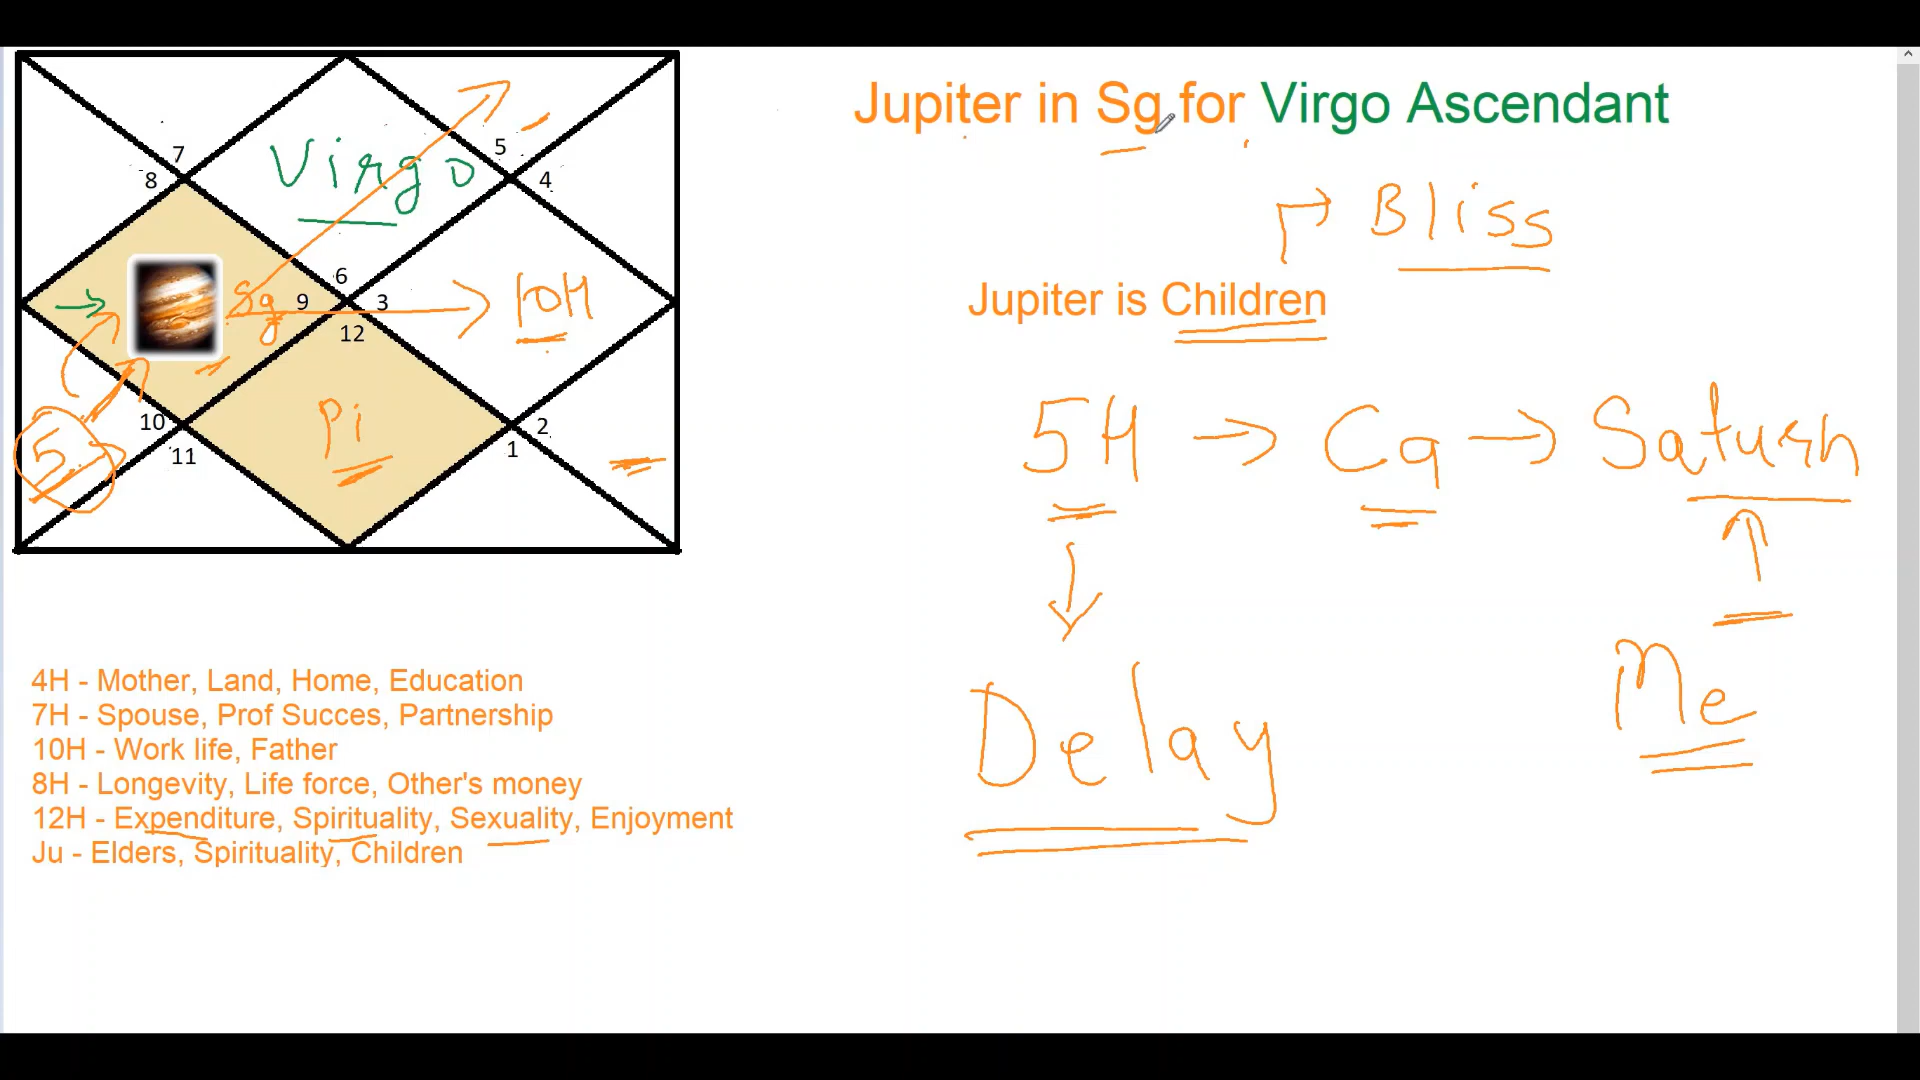 Jupiter in Sg for Virgo Ascendant
Bliss
Jupiter is Children
5H → Ca → Saturn
Delay
Me
7
8
Virgo
5
4
6
Sg 9
3
10H
12
Pi
10
11
5
2
1
4H - Mother, Land, Home, Education
7H - Spouse, Prof Succes, Partnership
10H - Work life, Father
8H - Longevity, Life force, Other's money
12H - Expenditure, Spirituality, Sexuality, Enjoyment
Ju - Elders, Spirituality, Children